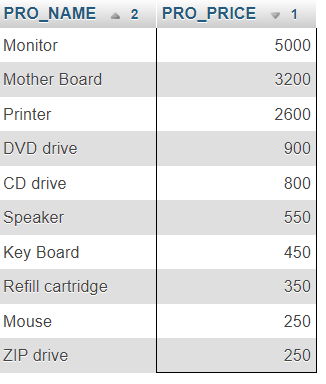 PRO_NAME 2 PRO_PRICE 1
Monitor 5000
Mother Board 3200
Printer 2600
DVD drive 900
CD drive 800
Speaker 550
Key Board 450
Refill cartridge 350
Mouse 250
ZIP drive 250